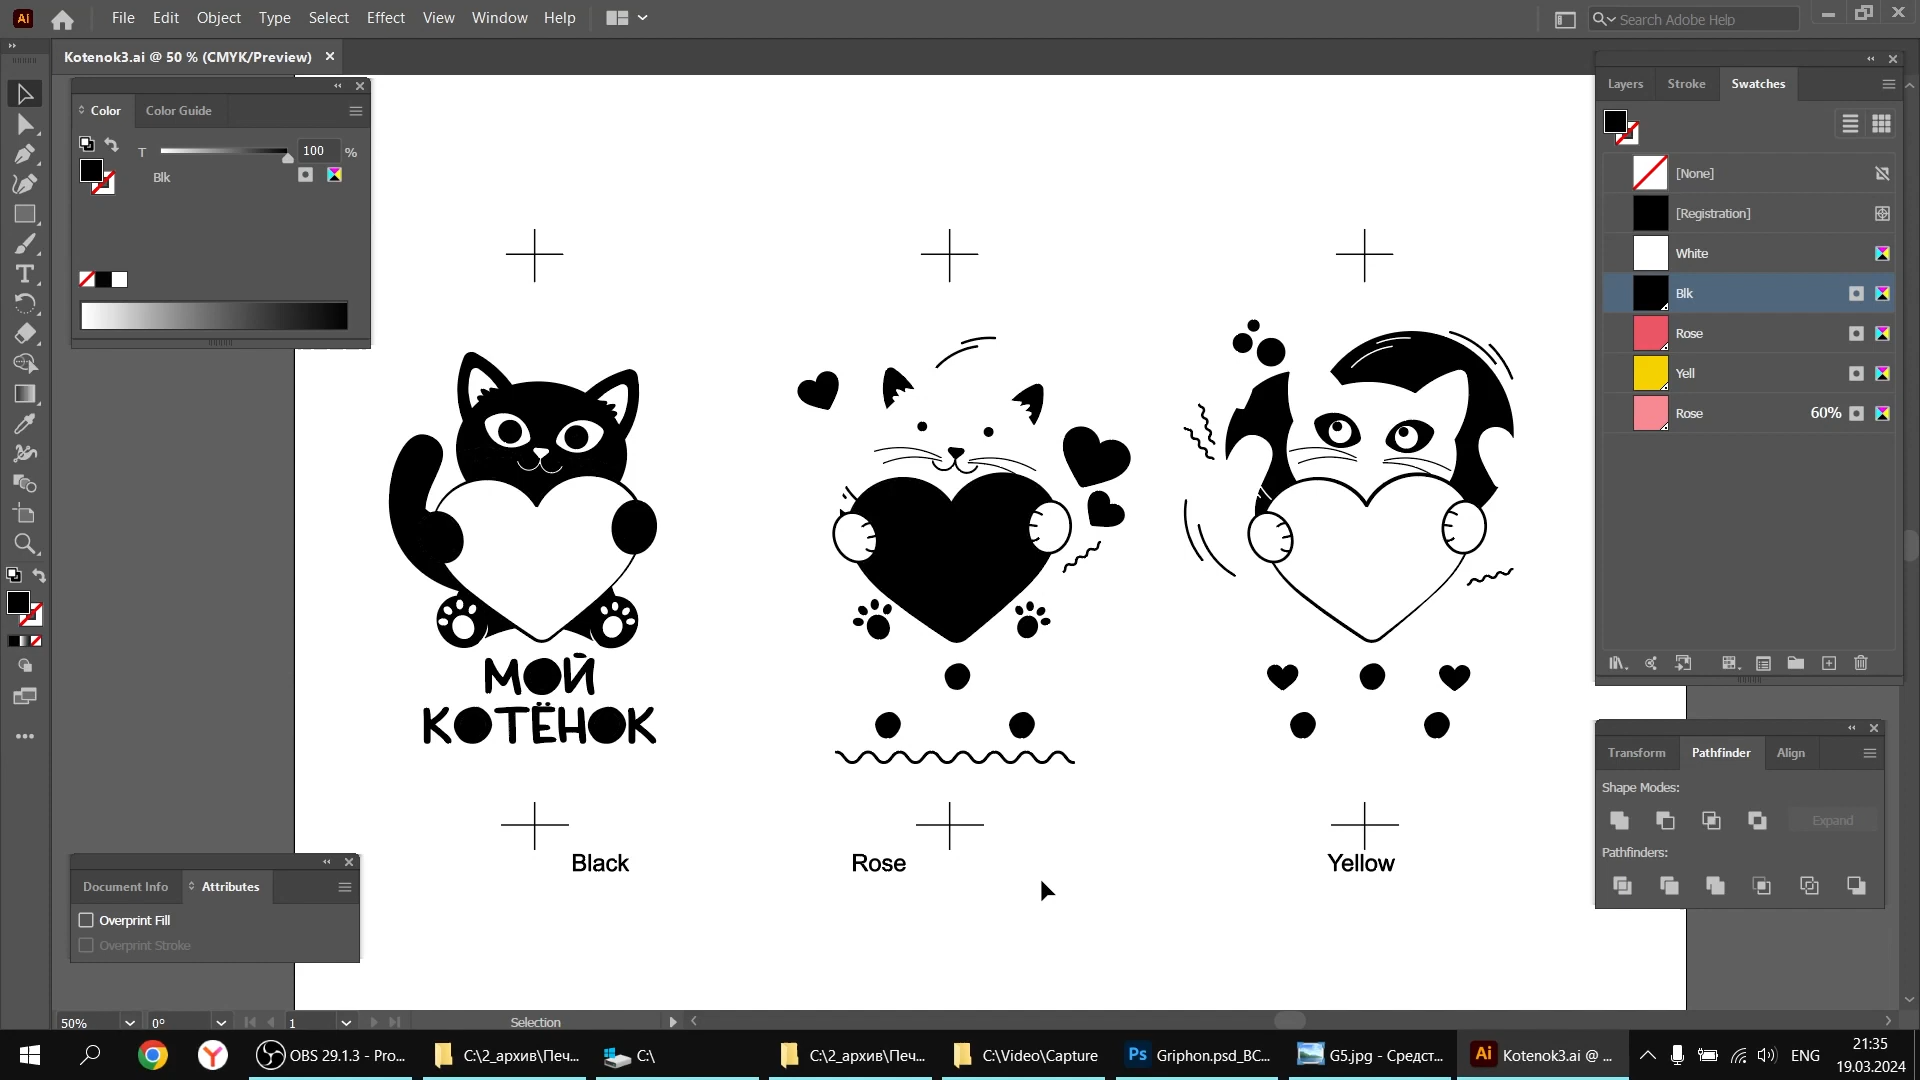 Ai
File Edit Object Type Select Effect View Window Help
Search Adobe Help
Kotenok3.ai @ 50 % (CMYK/Preview)
Color Color Guide
T 100 %
Blk
Layers Stroke Swatches
[None]
[Registration]
White
Blk
Rose
Yell
Rose 60%
МОЙ
КОТЁНОК
Black Rose Yellow
Transform Pathfinder Align
Shape Modes:
Expand
Pathfinders:
Document Info Attributes
Overprint Fill
Overprint Stroke
50% 0° 1 Selection
OBS 29.1.3 - Pro... C:\2_архив\Печ... C:\ C:\2_архив\Печ... C:\Video\Capture Ps Griphon.psd_BC... G5.jpg - Средст... Ai Kotenok3.ai @ ... ENG
21:35
19.03.2024